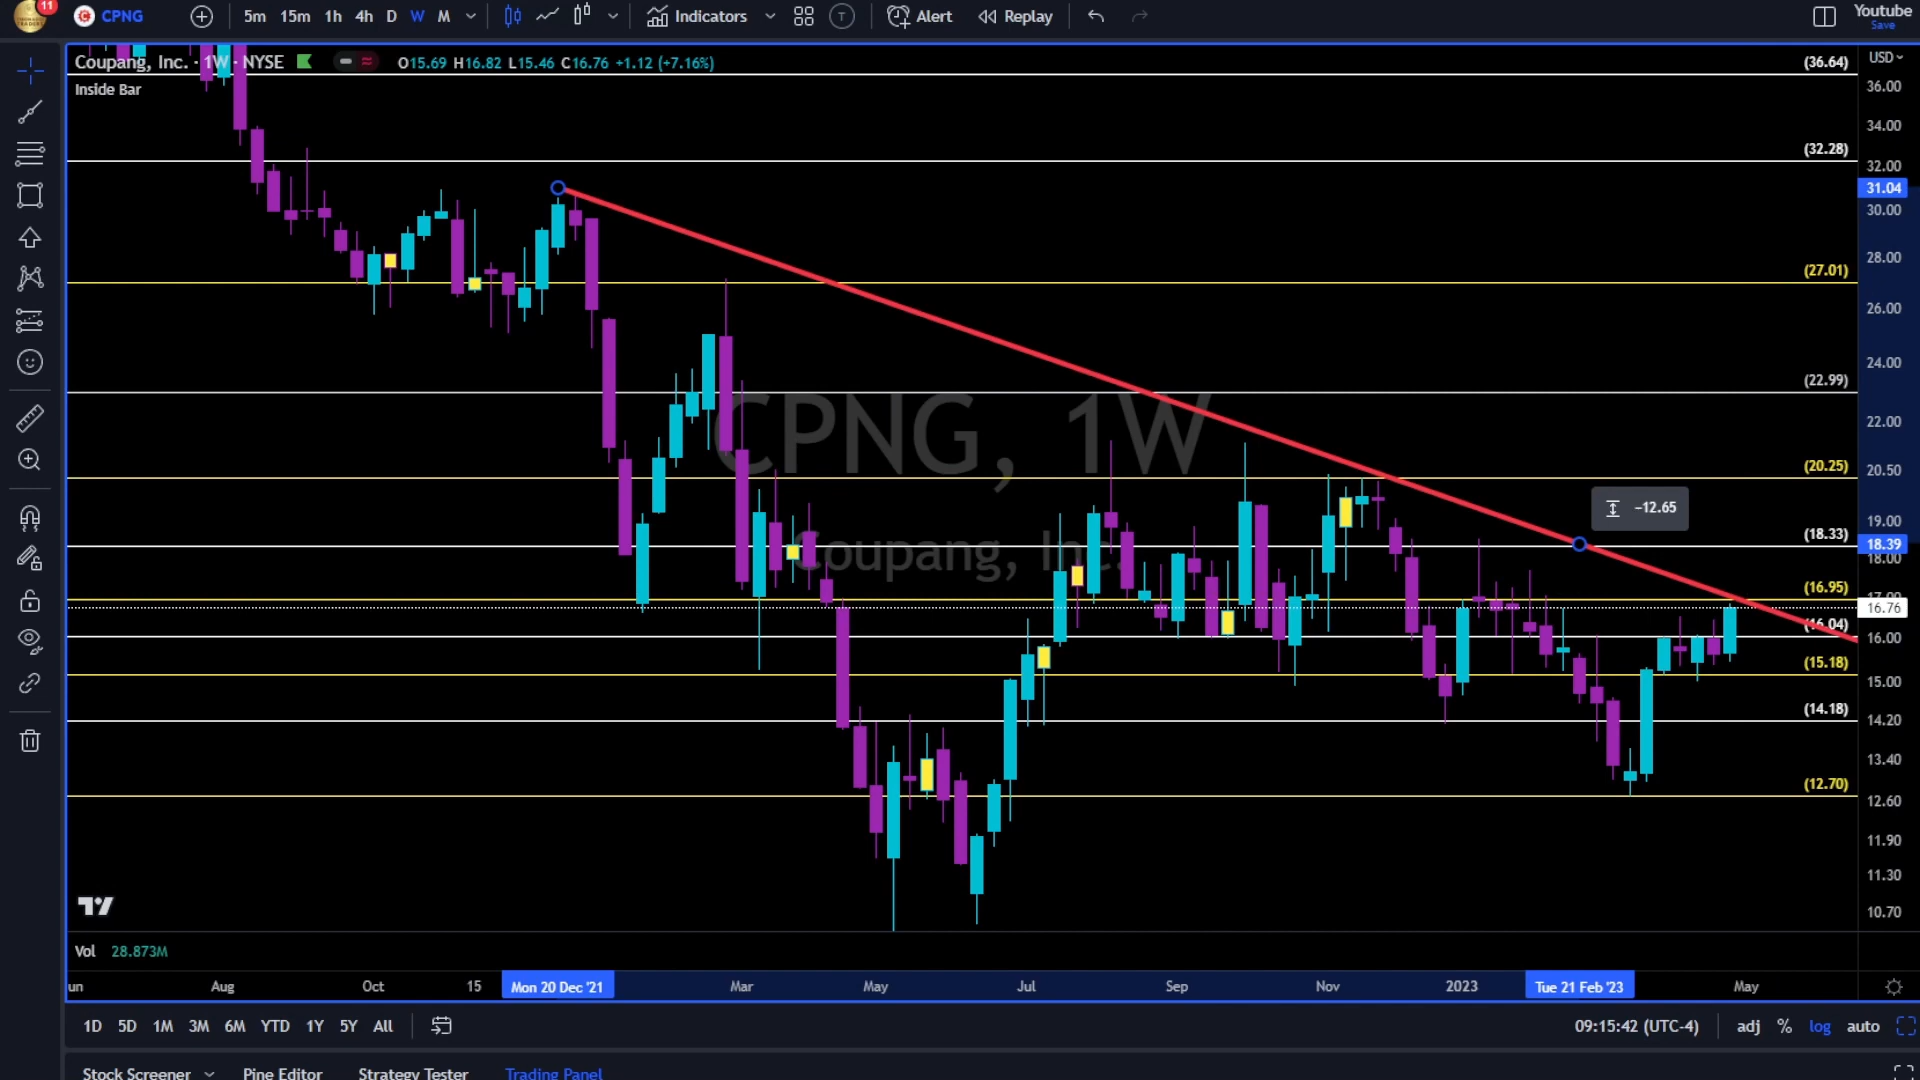 11
CPNG
5m 15m 1h 4h D W M
Indicators
T
Alert
Replay
Youtube
Save
Coupang, Inc. · 1W · NYSE
O15.69 H16.82 L15.46 C16.76 +1.12 (+7.16%)
Inside Bar
USD
(36.64)
36.00
34.00
(32.28)
32.00
31.04
30.00
28.00
(27.01)
26.00
24.00
(22.99)
22.00
CPNG, 1W
Coupang, Inc.
(20.25)
20.50
−12.65
19.00
(18.33)
18.39
18.00
(16.95)
17.00
16.76
(16.04)
16.00
(15.18)
15.00
(14.18)
14.20
13.40
(12.70)
12.60
11.90
11.30
10.70
Vol 28.873M
un Aug Oct 15 Mon 20 Dec '21 Mar May Jul Sep Nov 2023 Tue 21 Feb '23 May
1D 5D 1M 3M 6M YTD 1Y 5Y All
09:15:42 (UTC-4) adj % log auto
Stock Screener Pine Editor Strategy Tester Trading Panel